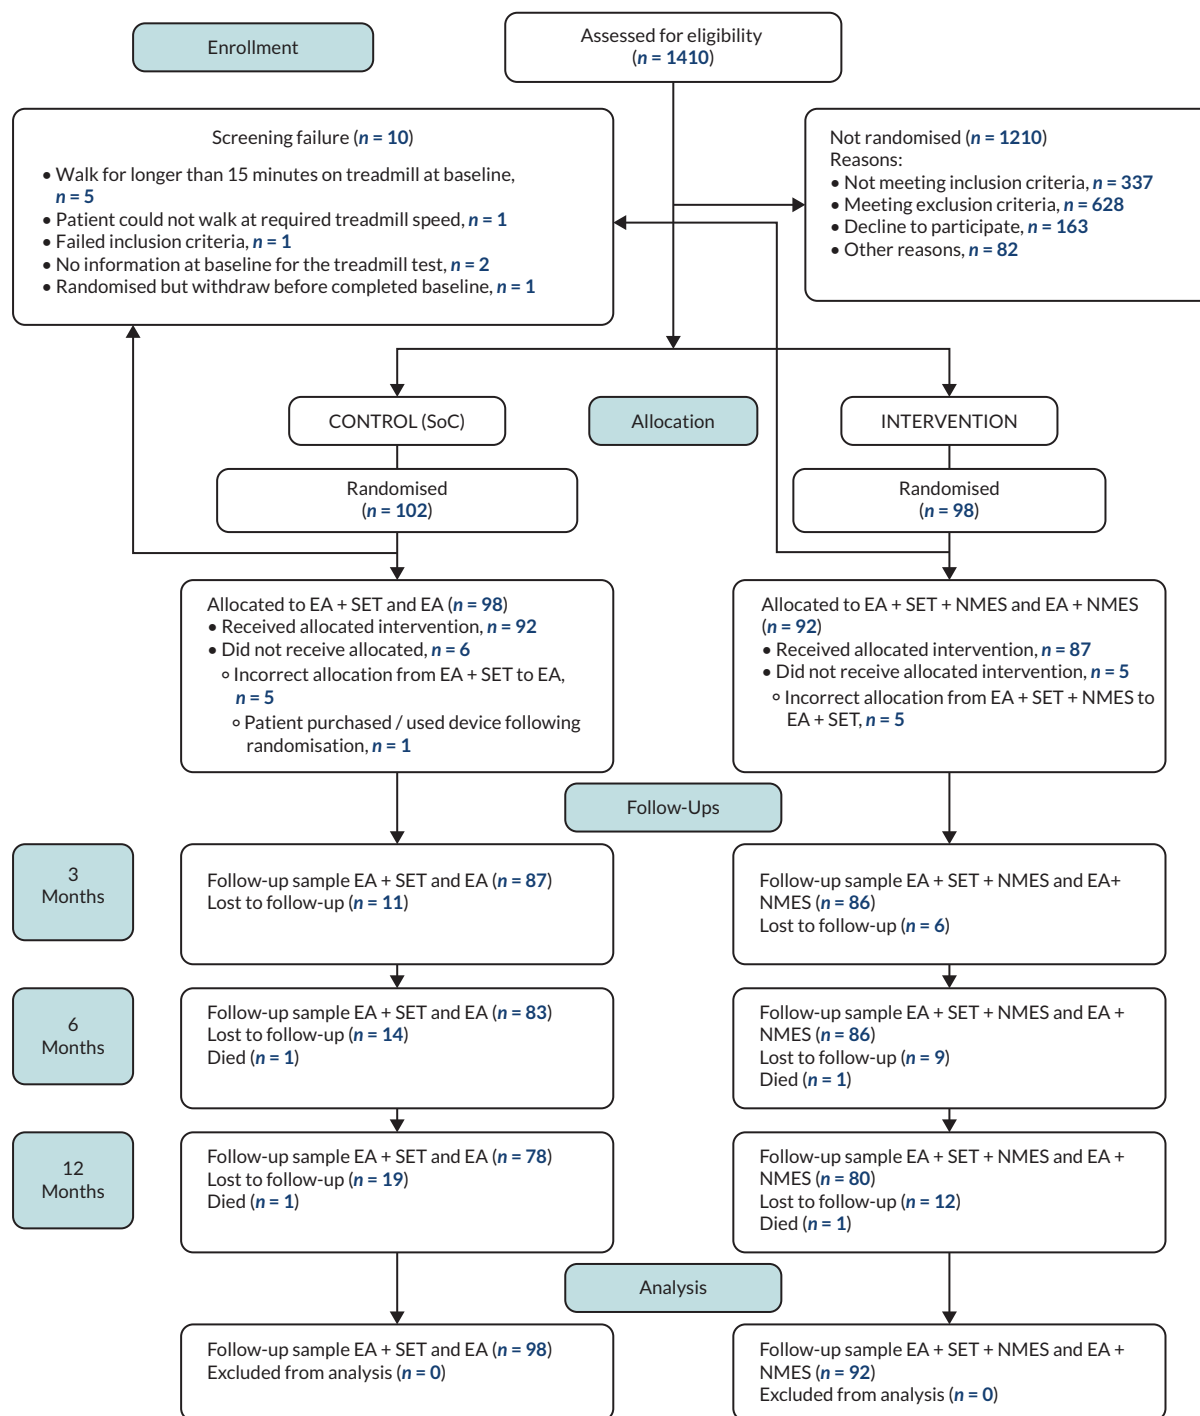 Enrollment
Assessed for eligibility
(n = 1410)
Screening failure (n = 10)
• Walk for longer than 15 minutes on treadmill at baseline,
n = 5
• Patient could not walk at required treadmill speed, n = 1
• Failed inclusion criteria, n = 1
• No information at baseline for the treadmill test, n = 2
• Randomised but withdraw before completed baseline, n = 1
Not randomised (n = 1210)
Reasons:
• Not meeting inclusion criteria, n = 337
• Meeting exclusion criteria, n = 628
• Decline to participate, n = 163
• Other reasons, n = 82
CONTROL (SoC)
Allocation
INTERVENTION
Randomised
(n = 102)
Randomised
(n = 98)
Allocated to EA + SET and EA (n = 98)
• Received allocated intervention, n = 92
• Did not receive allocated, n = 6
∘ Incorrect allocation from EA + SET to EA,
n = 5
∘ Patient purchased / used device following
randomisation, n = 1
Allocated to EA + SET + NMES and EA + NMES
(n = 92)
• Received allocated intervention, n = 87
• Did not receive allocated intervention, n = 5
∘ Incorrect allocation from EA + SET + NMES to
EA + SET, n = 5
Follow-Ups
3
Months
Follow-up sample EA + SET and EA (n = 87)
Lost to follow-up (n = 11)
Follow-up sample EA + SET + NMES and EA+
NMES (n = 86)
Lost to follow-up (n = 6)
6
Months
Follow-up sample EA + SET and EA (n = 83)
Lost to follow-up (n = 14)
Died (n = 1)
Follow-up sample EA + SET + NMES and EA +
NMES (n = 86)
Lost to follow-up (n = 9)
Died (n = 1)
12
Months
Follow-up sample EA + SET and EA (n = 78)
Lost to follow-up (n = 19)
Died (n = 1)
Follow-up sample EA + SET + NMES and EA +
NMES (n = 80)
Lost to follow-up (n = 12)
Died (n = 1)
Analysis
Follow-up sample EA + SET and EA (n = 98)
Excluded from analysis (n = 0)
Follow-up sample EA + SET + NMES and EA +
NMES (n = 92)
Excluded from analysis (n = 0)